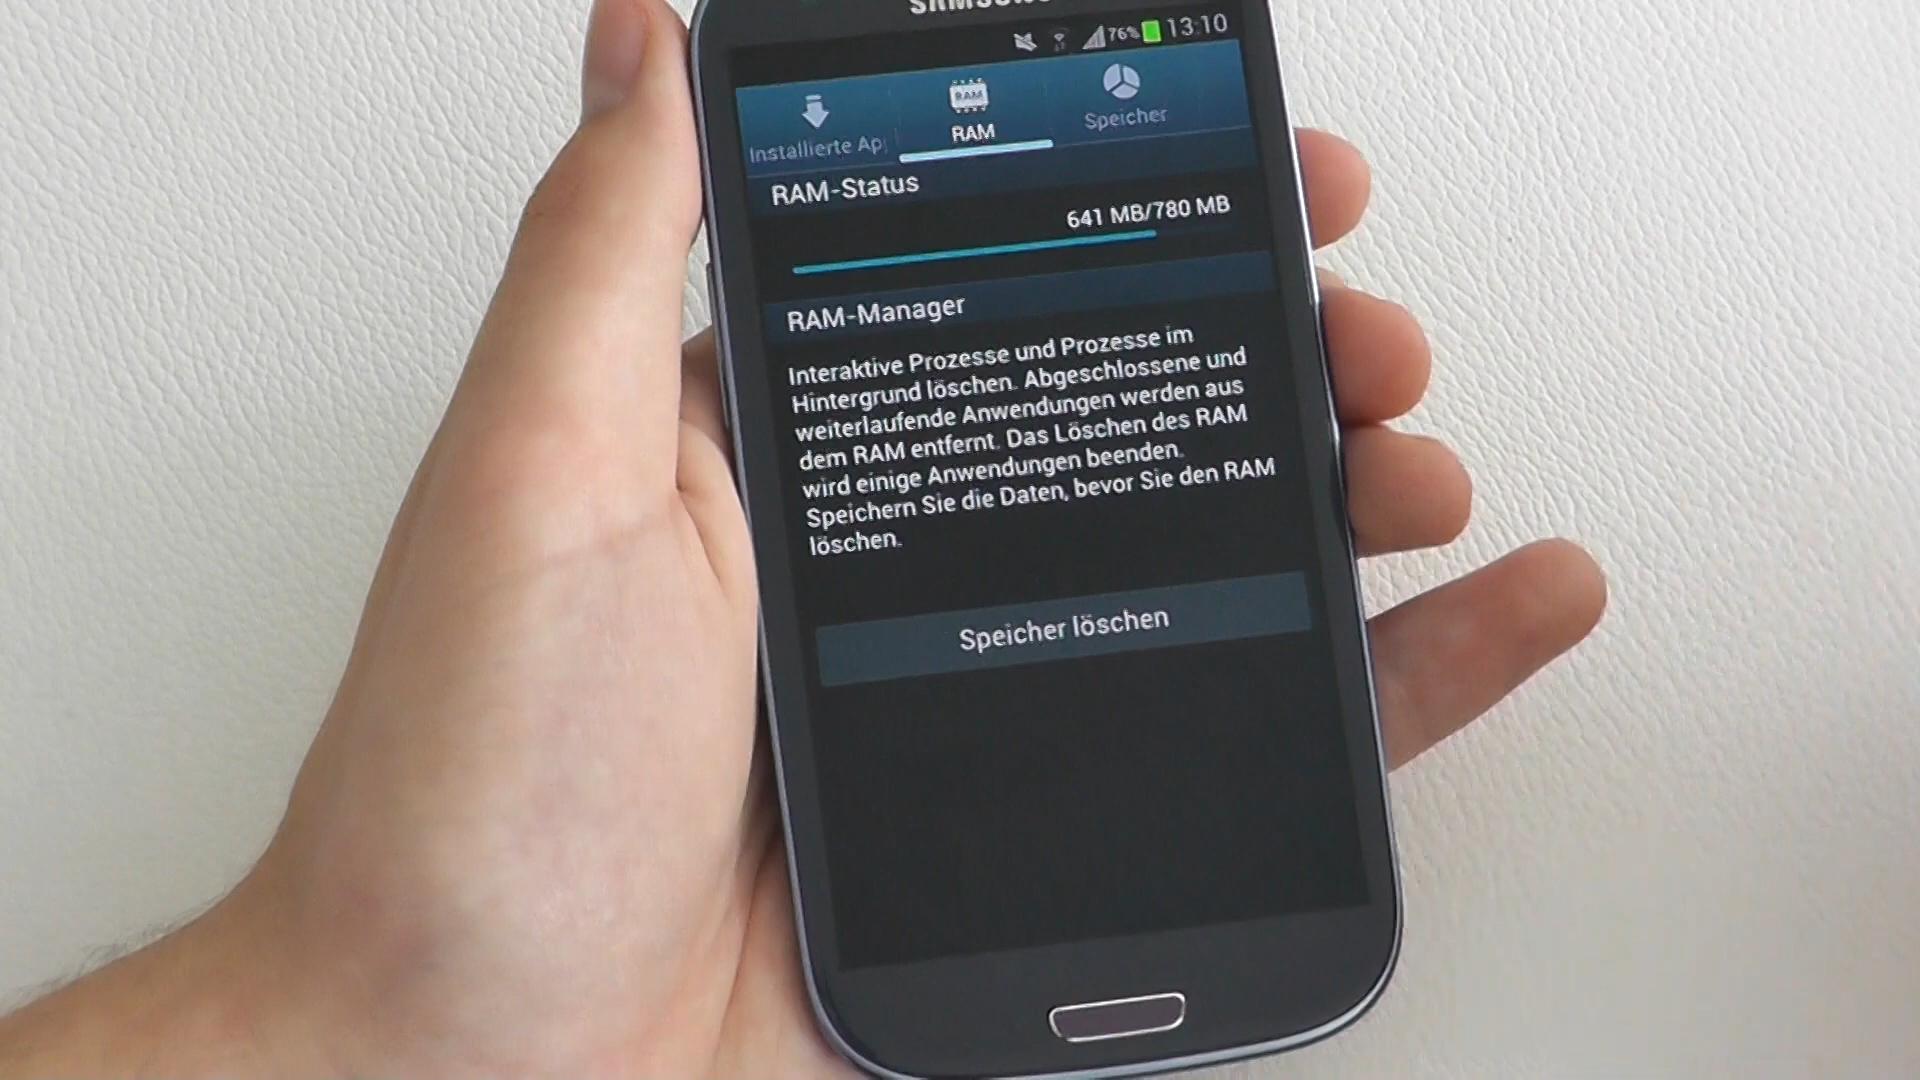 SAMSUNG
76% 13:10
Installierte Ap
RAM
RAM
Speicher
RAM-Status
641 MB/780 MB
RAM-Manager
Interaktive Prozesse und Prozesse im
Hintergrund löschen. Abgeschlossene und
weiterlaufende Anwendungen werden aus
dem RAM entfernt. Das Löschen des RAM
wird einige Anwendungen beenden.
Speichern Sie die Daten, bevor Sie den RAM
löschen.
Speicher löschen